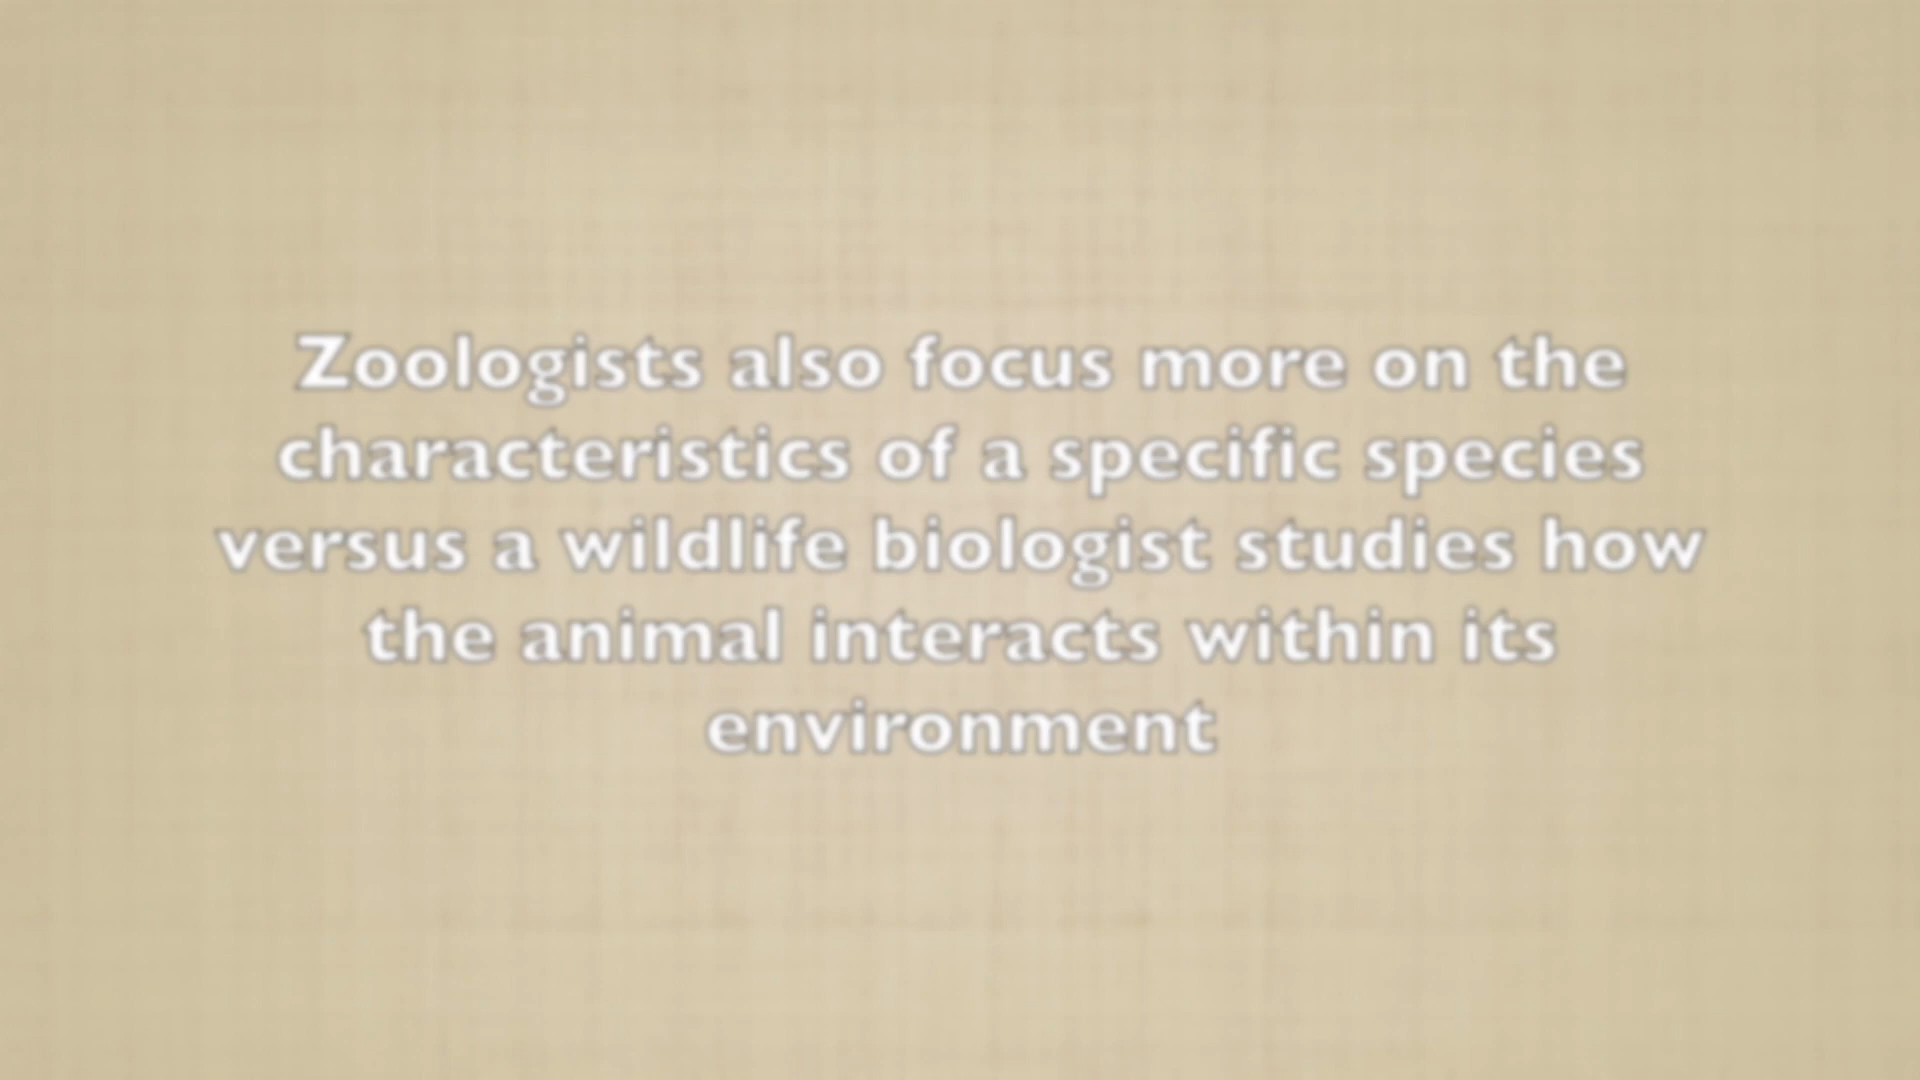 Zoologists also focus more on the
characteristics of a specific species
versus a wildlife biologist studies how
the animal interacts within its
environment